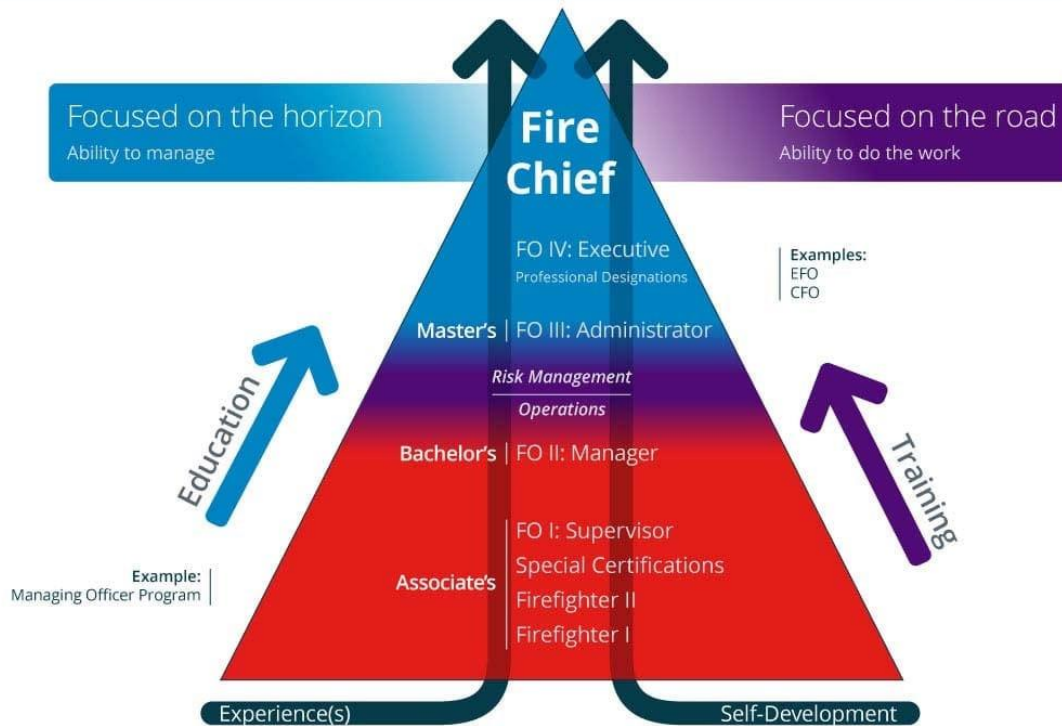 Focused on the horizon
Ability to manage
Focused on the road
Ability to do the work
Fire
Chief
FO IV: Executive
Professional Designations
Examples:
EFO
CFO
Master's | FO III: Administrator
Risk Management
Operations
Bachelor's | FO II: Manager
Education
Training
FO I: Supervisor
Special Certifications
Associate's
Firefighter II
Firefighter I
Example:
Managing Officer Program
Experience(s)
Self-Development